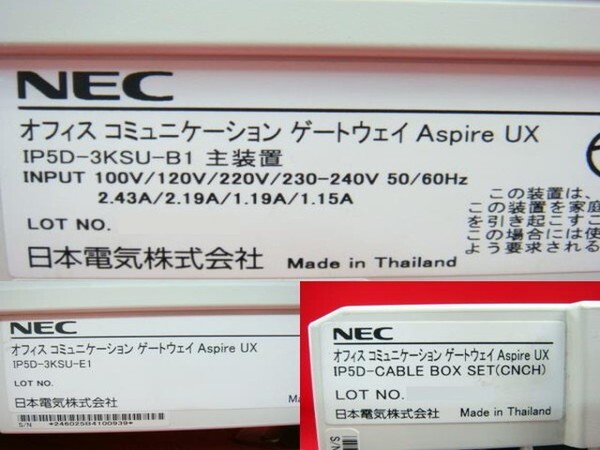 NEC
オフィス コミュニケーション ゲートウェイ Aspire UX
IP5D-3KSU-B1 主装置
INPUT 100V/120V/220V/230-240V 50/60Hz
2.43A/2.19A/1.19A/1.15A
LOT NO.
日本電気株式会社 Made in Thailand
この装置は、
この装置を家庭
を引き起こすこ
この場合には使
よう要求される
NEC
オフィス コミュニケーション ゲートウェイ Aspire UX
IP5D-3KSU-E1
LOT NO.
日本電気株式会社 Made in Thailand
S/N *24602SB4100939*
NEC
オフィス コミュニケーション ゲートウェイ Aspire UX
IP5D-CABLE BOX SET(CNCH)
LOT NO.
日本電気株式会社 Made in Thailand
S/N